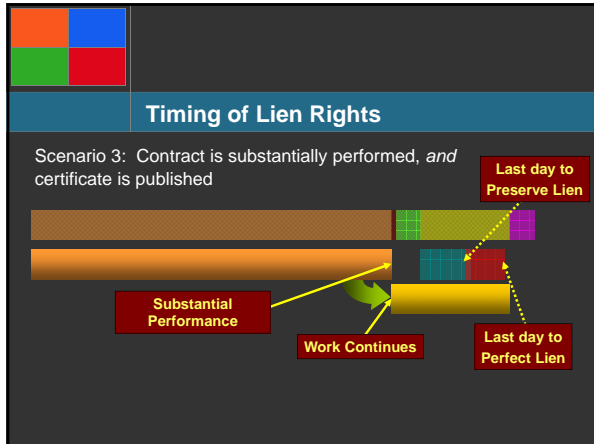 Timing of Lien Rights
Scenario 3: Contract is substantially performed, and
certificate is published
Last day to
Preserve Lien
Substantial
Performance
Work Continues
Last day to
Perfect Lien